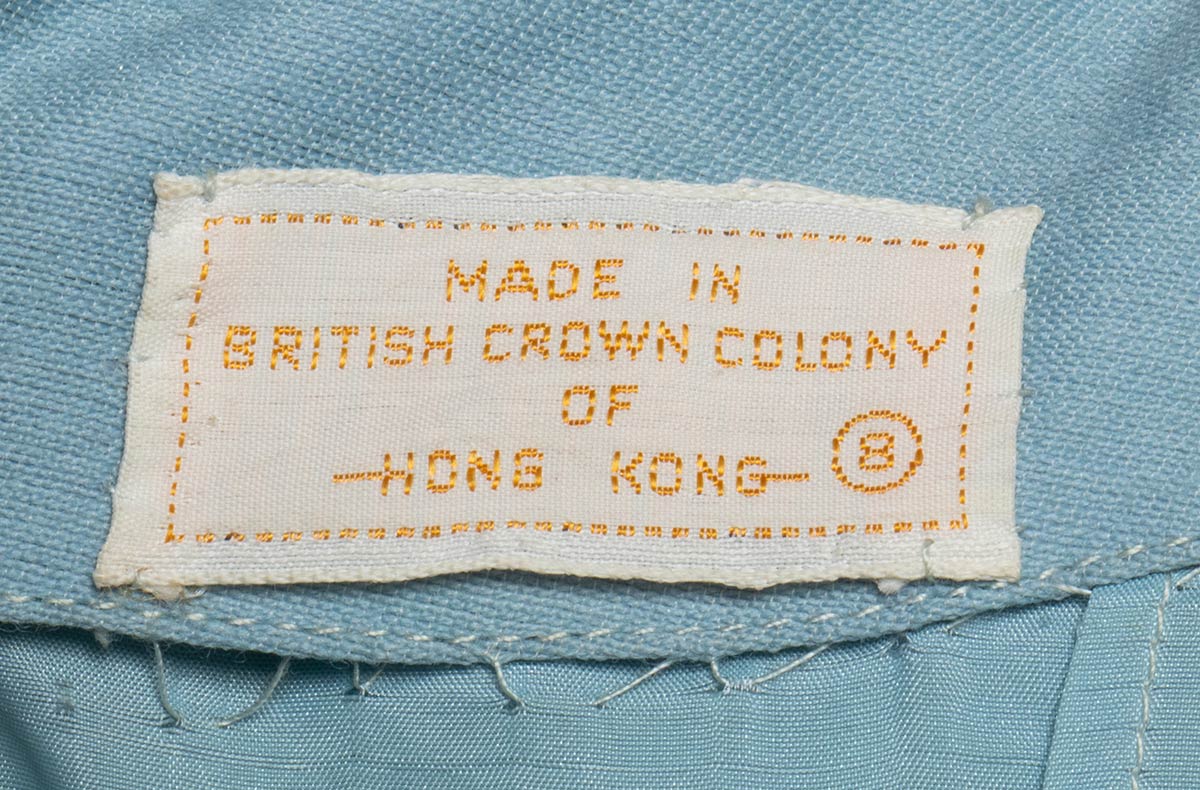 MADE IN
BRITISH CROWN COLONY
OF
—HONG KONG— 8